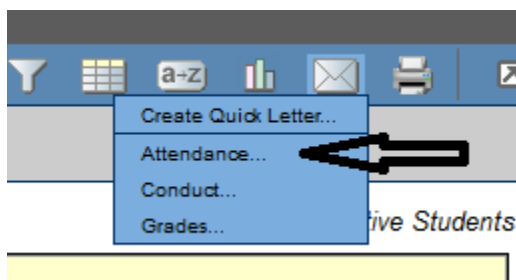 a÷z
Create Quick Letter...
Attendance...
Conduct...
Grades...
tive Students